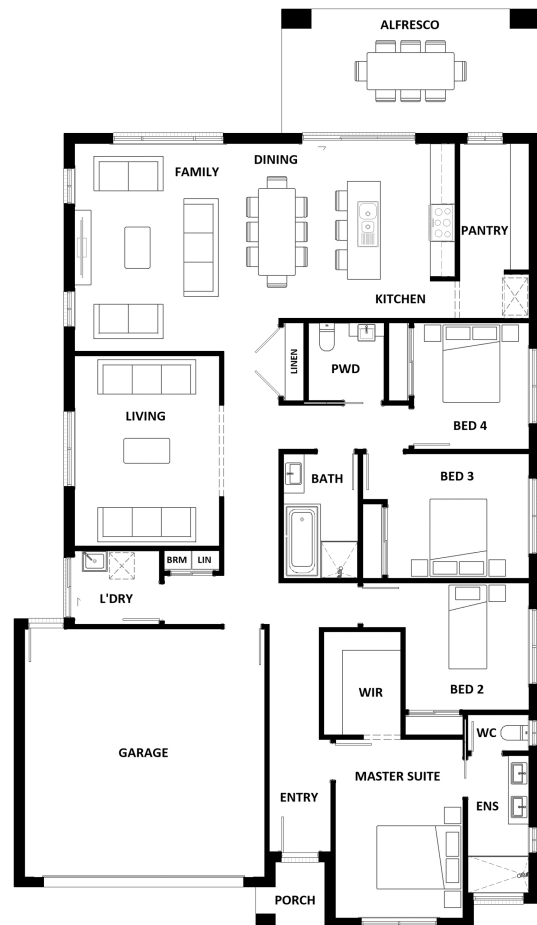 ALFRESCO
DINING
FAMILY
PANTRY
KITCHEN
LINEN
PWD
LIVING
BED 4
BATH
BED 3
BRM
LIN
L'DRY
WIR
BED 2
WC
GARAGE
MASTER SUITE
ENTRY
ENS
PORCH